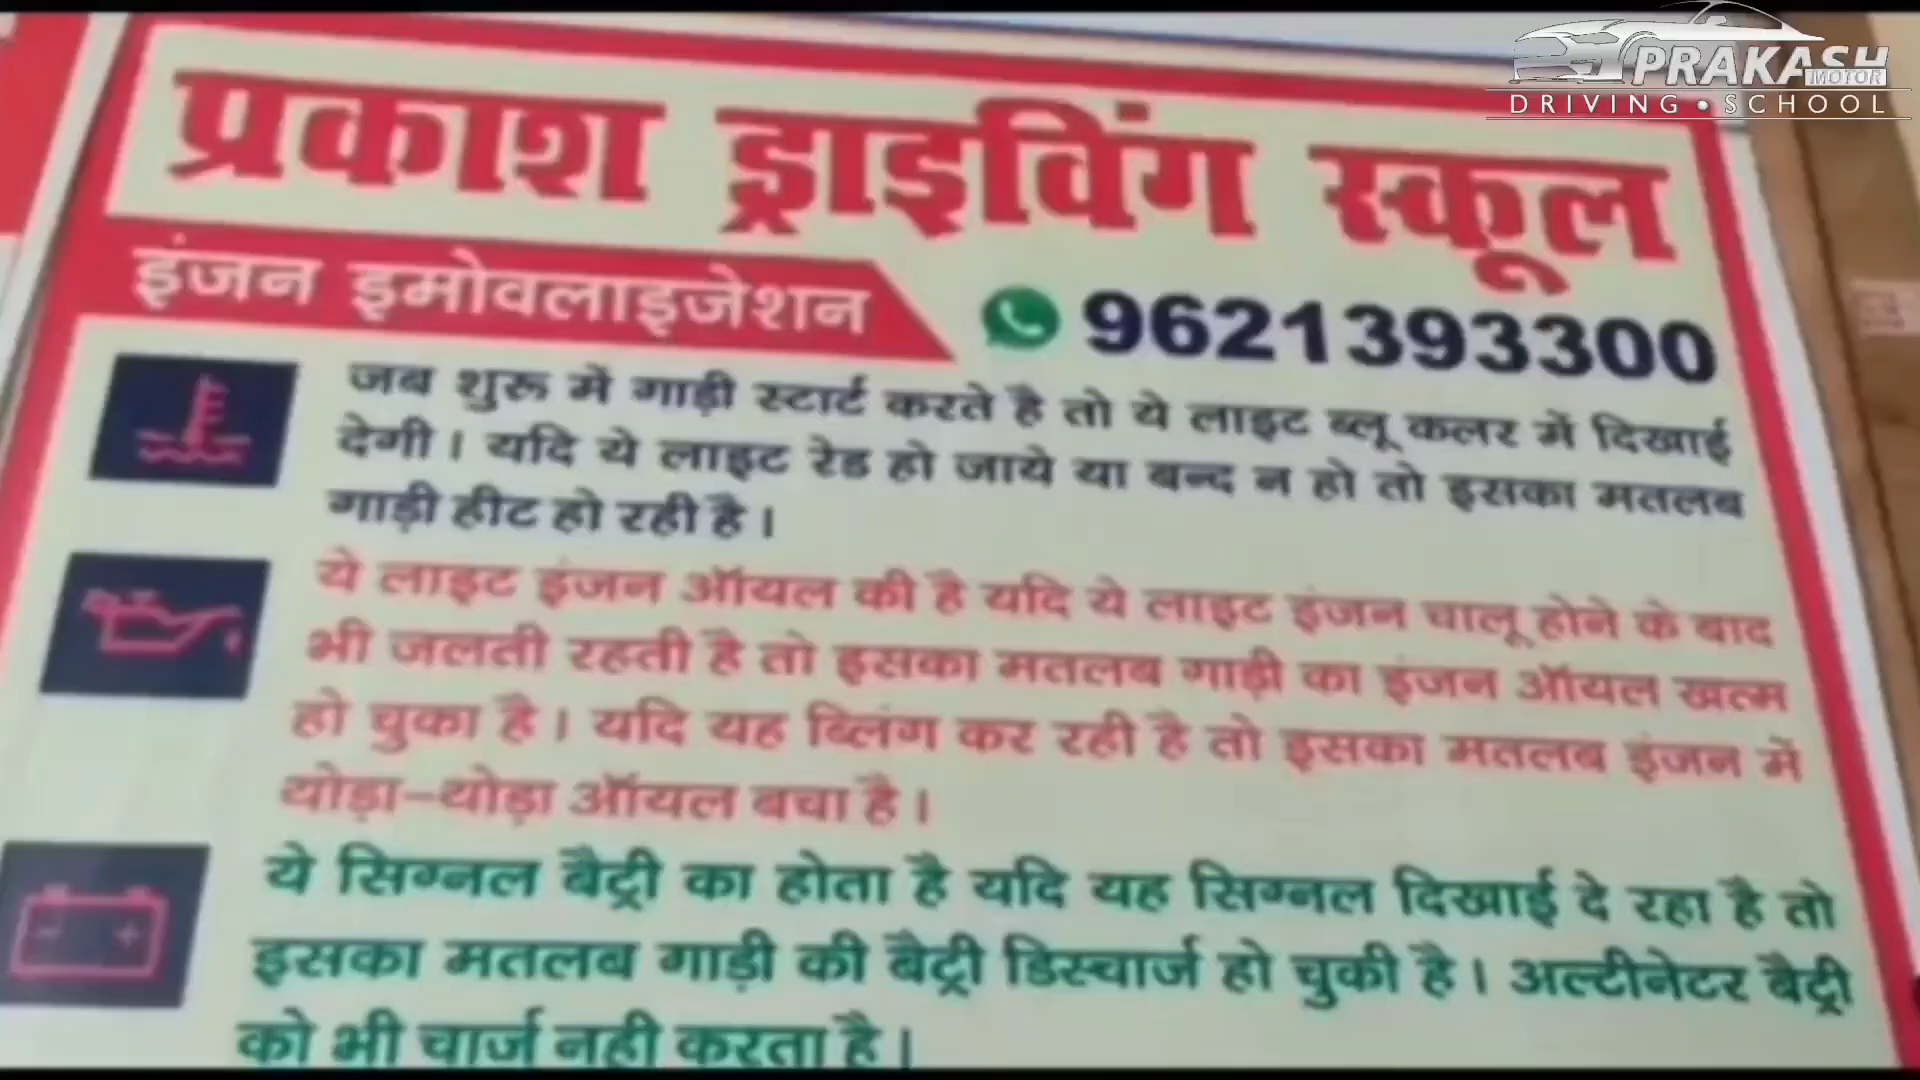 PRAKASH
MOTOR
DRIVING • SCHOOL
प्रकाश ड्राइविंग स्कूल
इंजन इमोवलाइजेशन
9621393300
जब शुरू में गाड़ी स्टार्ट करते है तो ये लाइट ब्लू कलर में दिखाई
देगी। यदि ये लाइट रेड हो जाये या बन्द न हो तो इसका मतलब
गाड़ी हीट हो रही है।
ये लाइट इंजन ऑयल की है यदि ये लाइट इंजन चालू होने के बाद
भी जलती रहती है तो इसका मतलब गाड़ी का इंजन ऑयल खत्म
हो चुका है। यदि यह ब्लिंग कर रही है तो इसका मतलब इंजन में
थोड़ा-थोड़ा ऑयल बचा है।
ये सिग्नल बैट्री का होता है यदि यह सिग्नल दिखाई दे रहा है तो
इसका मतलब गाड़ी की बैट्री डिस्चार्ज हो चुकी है। अल्टीनेटर बैट्री
को भी चार्ज नही करता है।